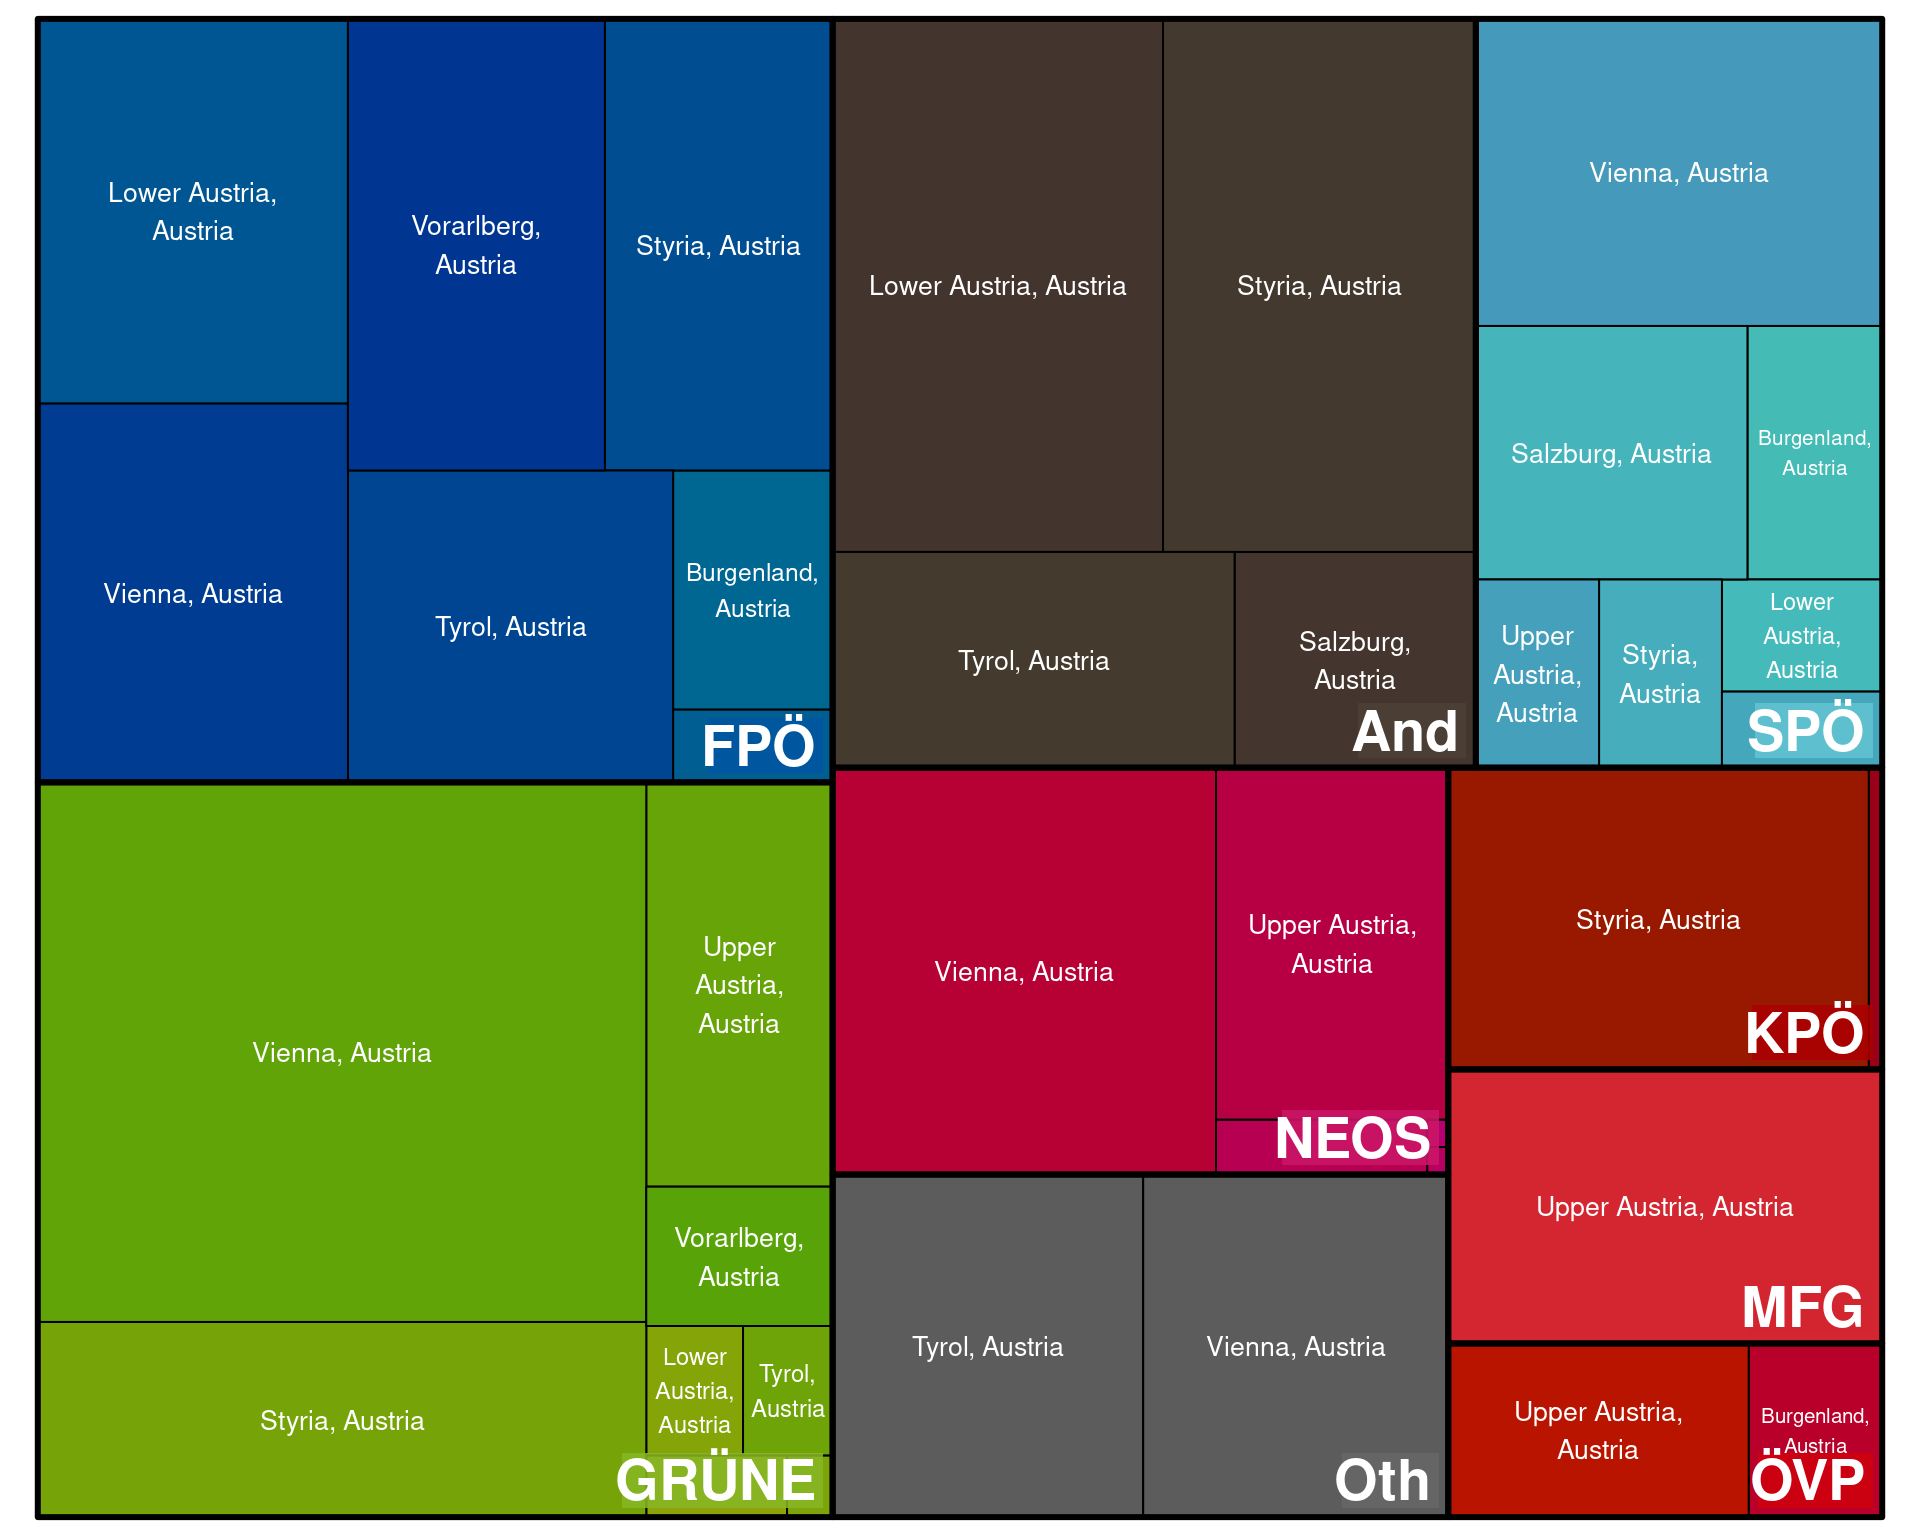 Lower Austria,
Austria
Vorarlberg,
Austria
Styria, Austria
Vienna, Austria
Tyrol, Austria
Burgenland,
Austria
FPÖ
Lower Austria, Austria
Styria, Austria
Tyrol, Austria
Salzburg,
Austria
And
Vienna, Austria
Salzburg, Austria
Burgenland,
Austria
Upper
Austria,
Austria
Styria,
Austria
Lower
Austria,
Austria
SPÖ
Vienna, Austria
Upper
Austria,
Austria
Vorarlberg,
Austria
Styria, Austria
Lower
Austria,
Austria
Tyrol,
Austria
GRÜNE
Vienna, Austria
Upper Austria,
Austria
NEOS
Styria, Austria
KPÖ
Upper Austria, Austria
MFG
Tyrol, Austria
Vienna, Austria
Oth
Upper Austria,
Austria
Burgenland,
Austria
ÖVP